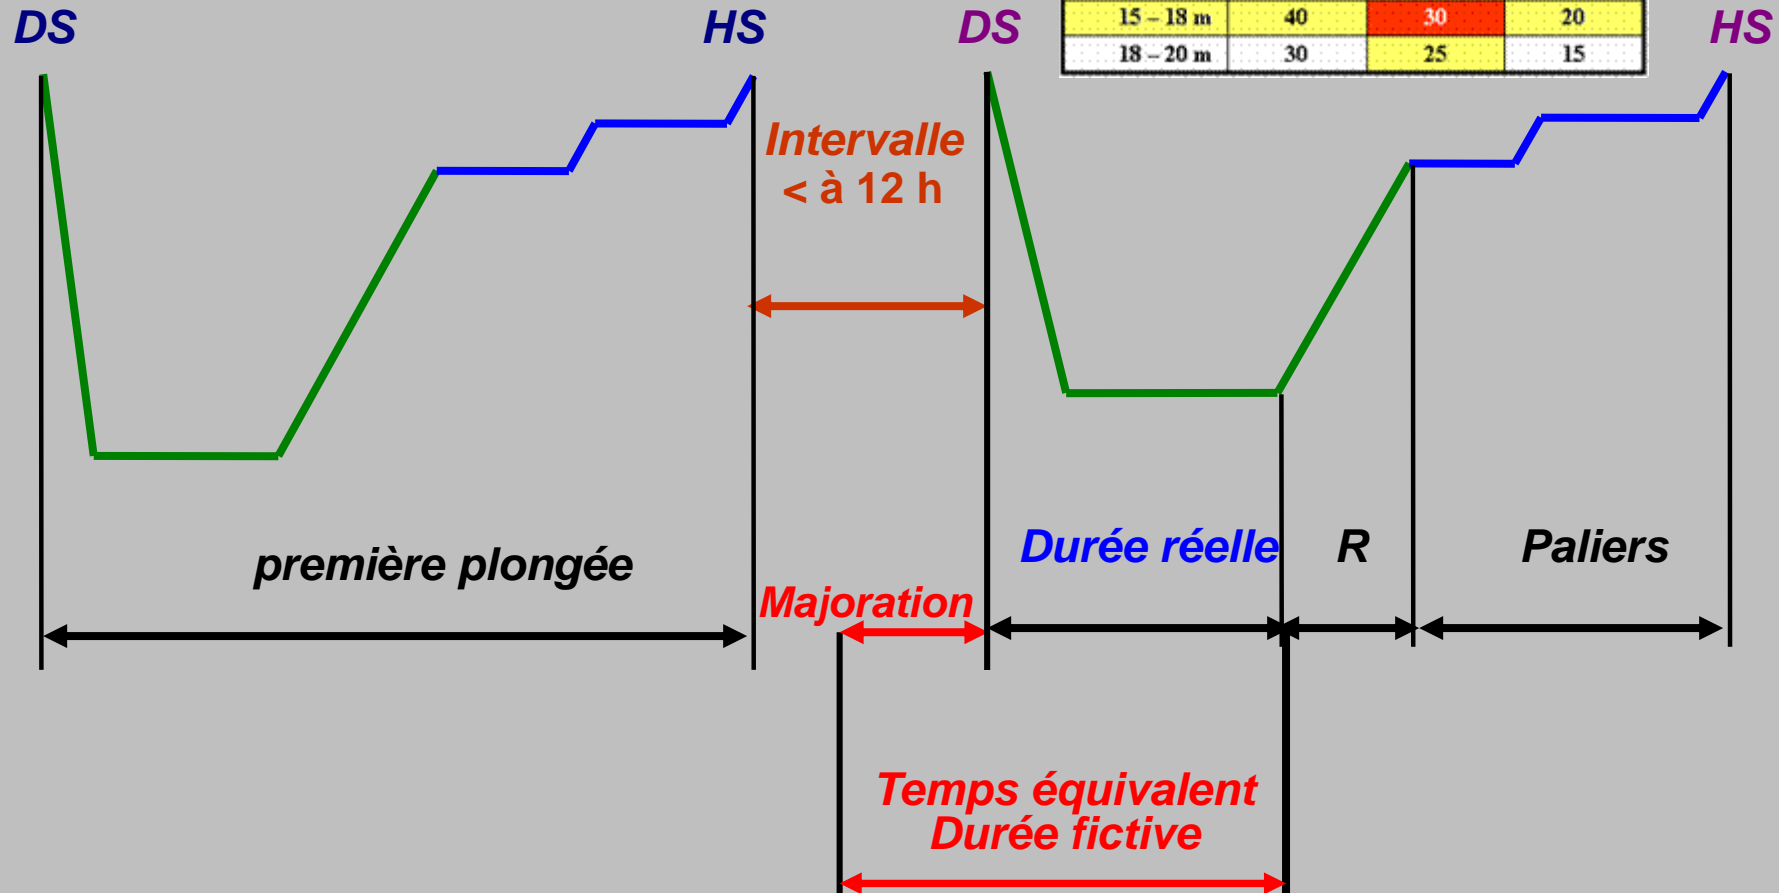 DS
HS
DS
15 – 18 m 40 30 20
18 – 20 m 30 25 15
HS
Intervalle
< à 12 h
première plongée
Majoration
Durée réelle
R
Paliers
Temps équivalent
Durée fictive